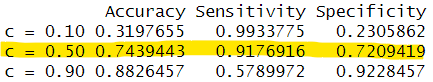 Accuracy Sensitivity Specificity
c = 0.10 0.3197655 0.9933775 0.2305862
c = 0.50 0.7439443 0.9176916 0.7209419
c = 0.90 0.8826457 0.5789972 0.9228457